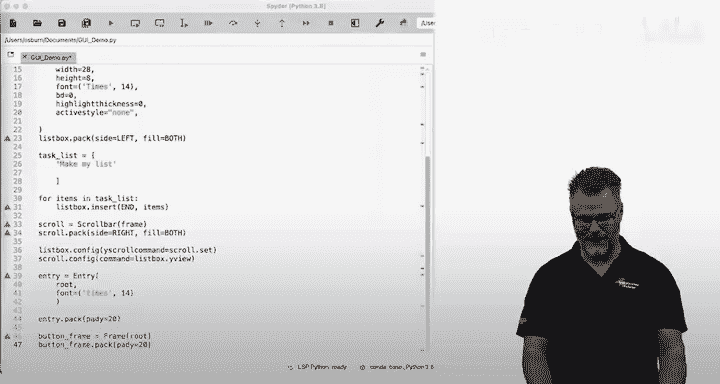 Spyder (Python 3.8)
/Users/
/Documents/GUI_Demo.py
GUI_Demo.py*
15 width=28,
16 height=8,
17 font=('Times', 14),
18 bd=0,
19 highlightthickness=0,
20 activestyle="none",
21
22 )
23 listbox.pack(side=LEFT, fill=BOTH)
24
25 task_list = [
26 'Make my list'
27
28 ]
29
30 for items in task_list:
31 listbox.insert(END, items)
32
33 scroll = Scrollbar(frame)
34 scroll.pack(side=RIGHT, fill=BOTH)
35
36 listbox.config(yscrollcommand=scroll.set)
37 scroll.config(command=listbox.yview)
38
39 entry = Entry(
40 root,
41 font=('Times', 14)
42 )
43
44 entry.pack(pady=20)
45
46 button_frame = Frame(root)
47 button_frame.pack(pady=20)
LSP Python ready